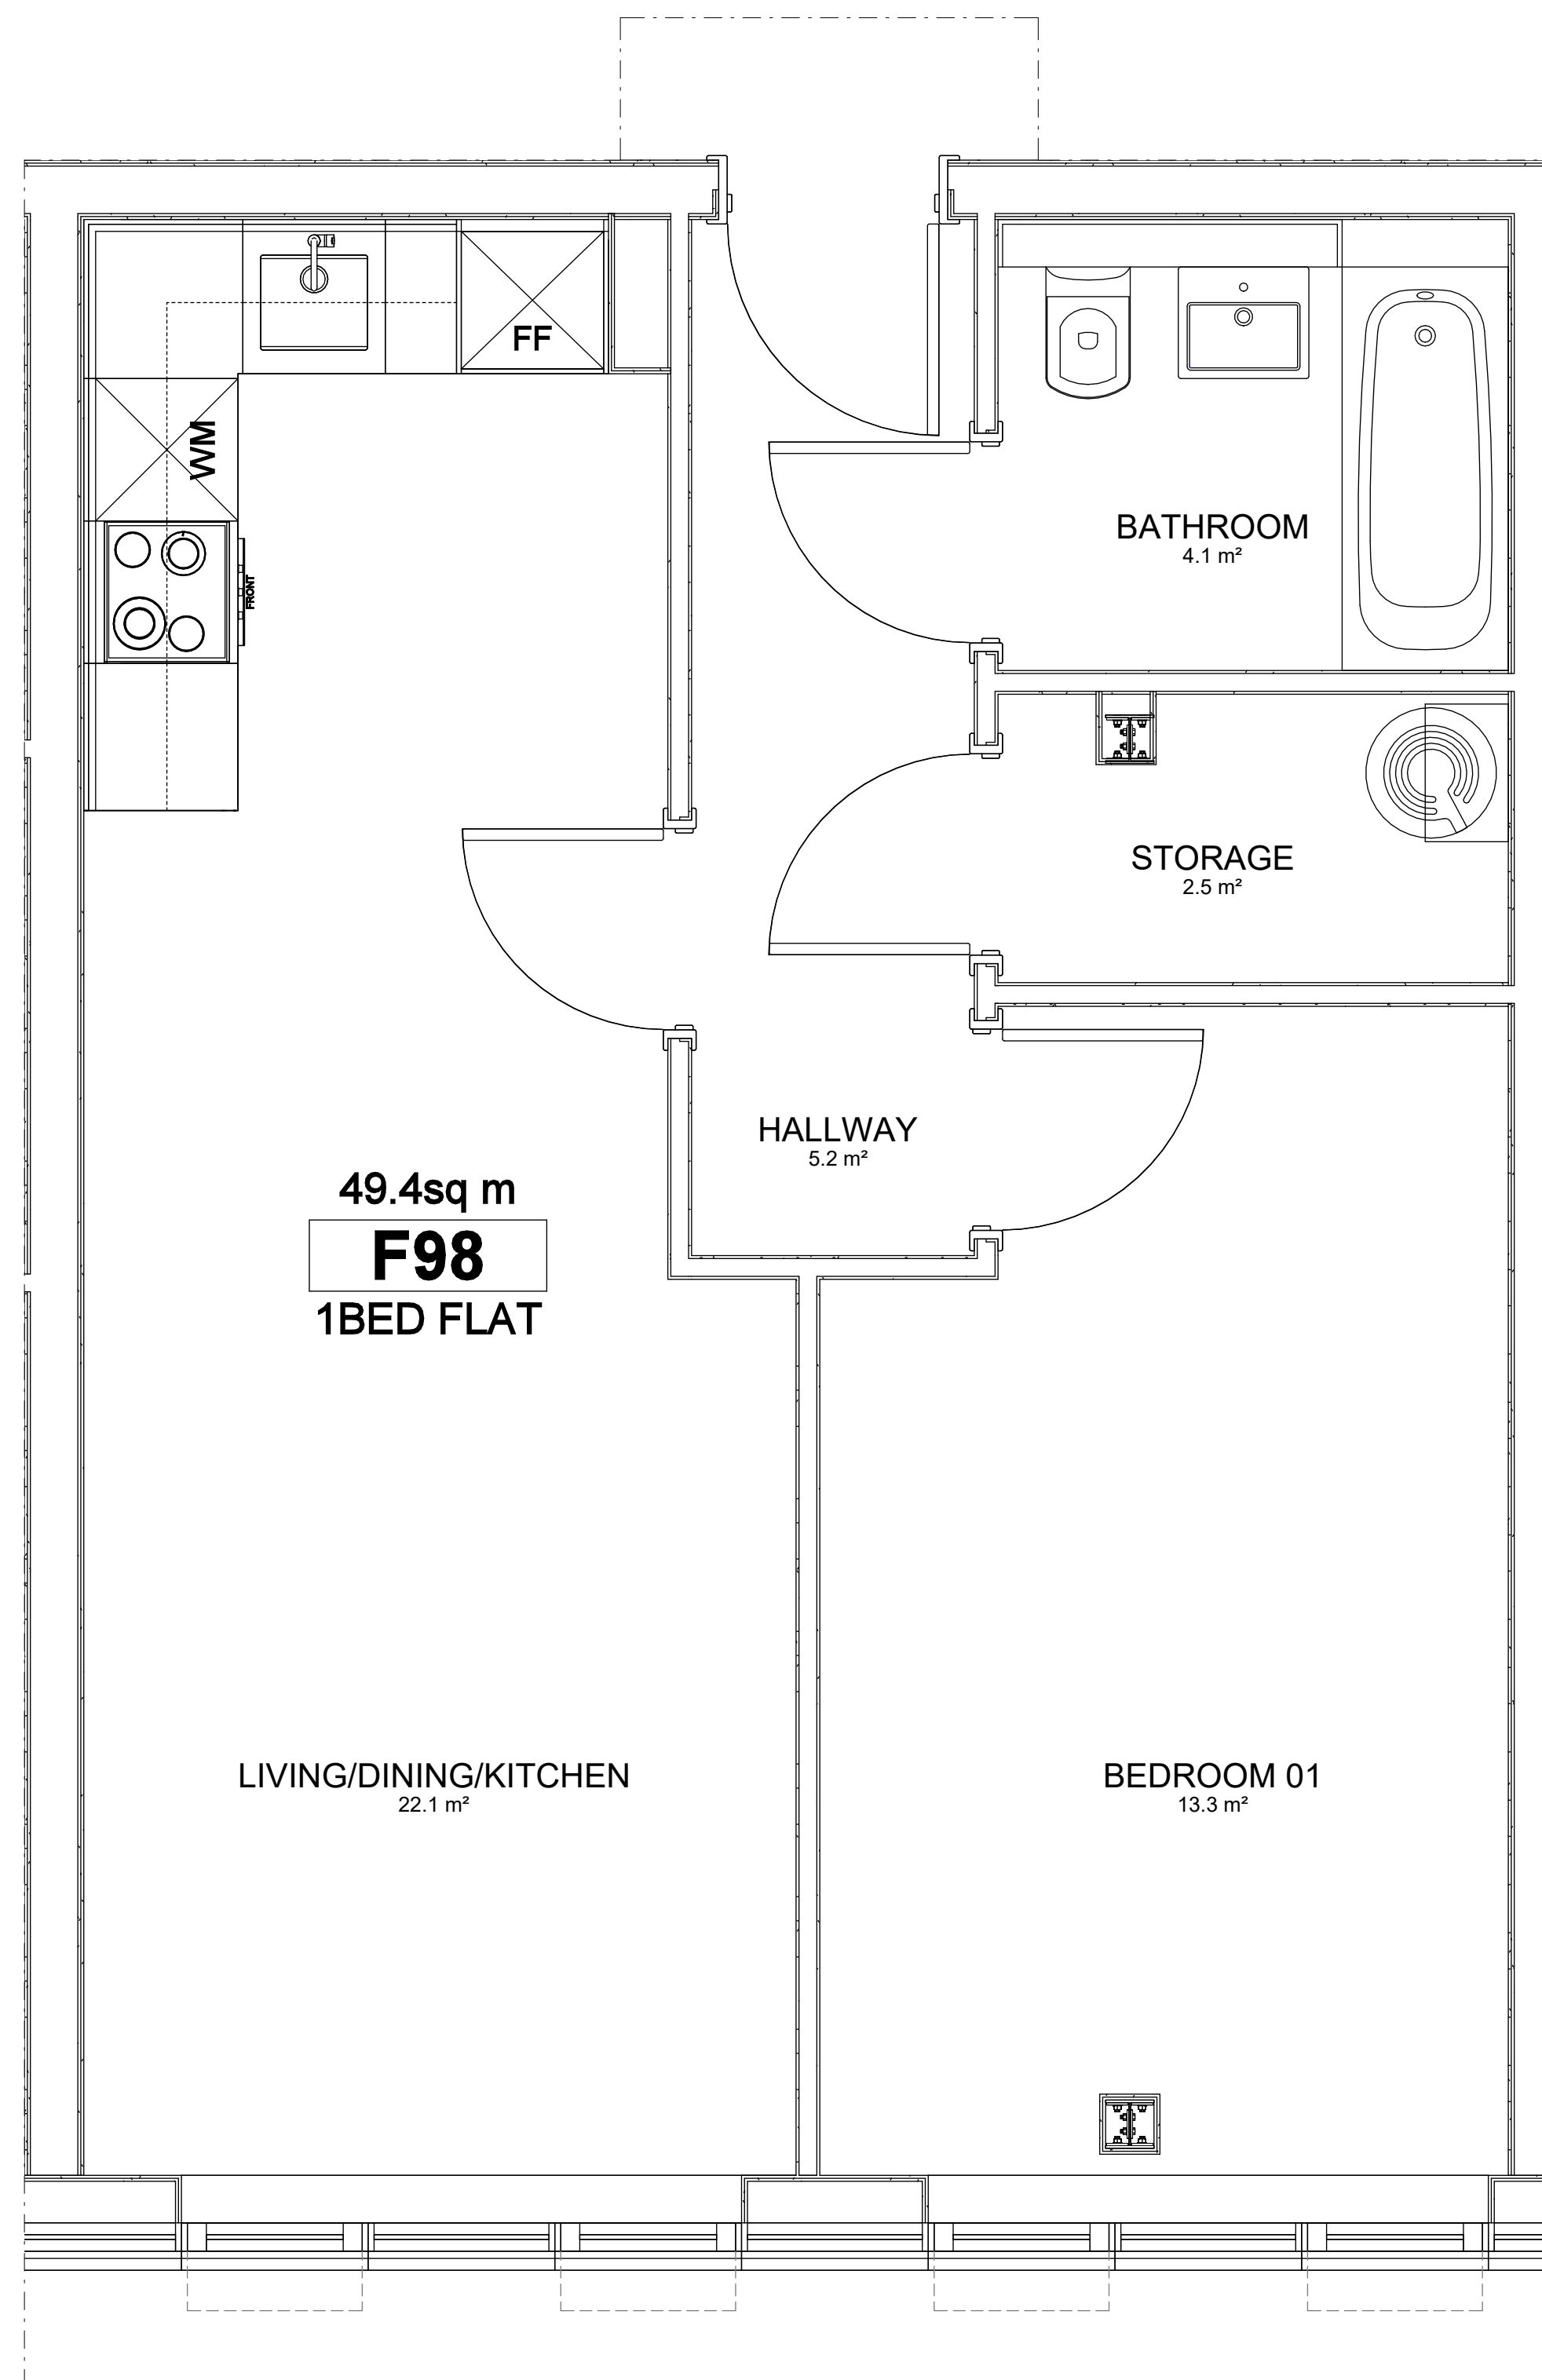 FF
WM
FRONT
BATHROOM
4.1 m²
STORAGE
2.5 m²
HALLWAY
5.2 m²
49.4sq m
F98
1BED FLAT
LIVING/DINING/KITCHEN
22.1 m²
BEDROOM 01
13.3 m²